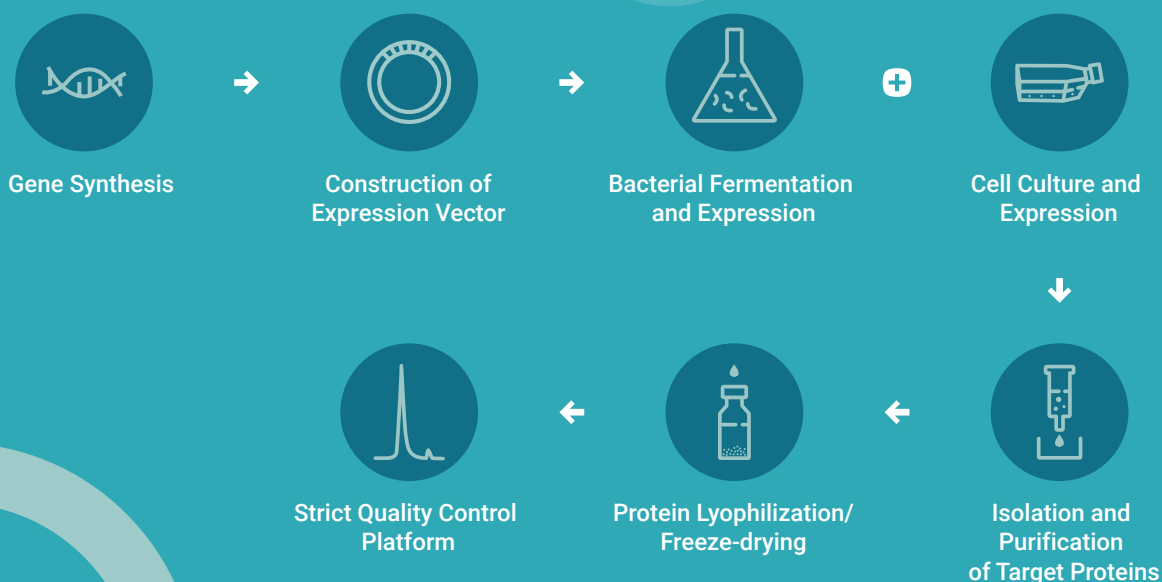 Gene Synthesis
Construction of
Expression Vector
Bacterial Fermentation
and Expression
Cell Culture and
Expression
Strict Quality Control
Platform
Protein Lyophilization/
Freeze-drying
Isolation and
Purification
of Target Proteins